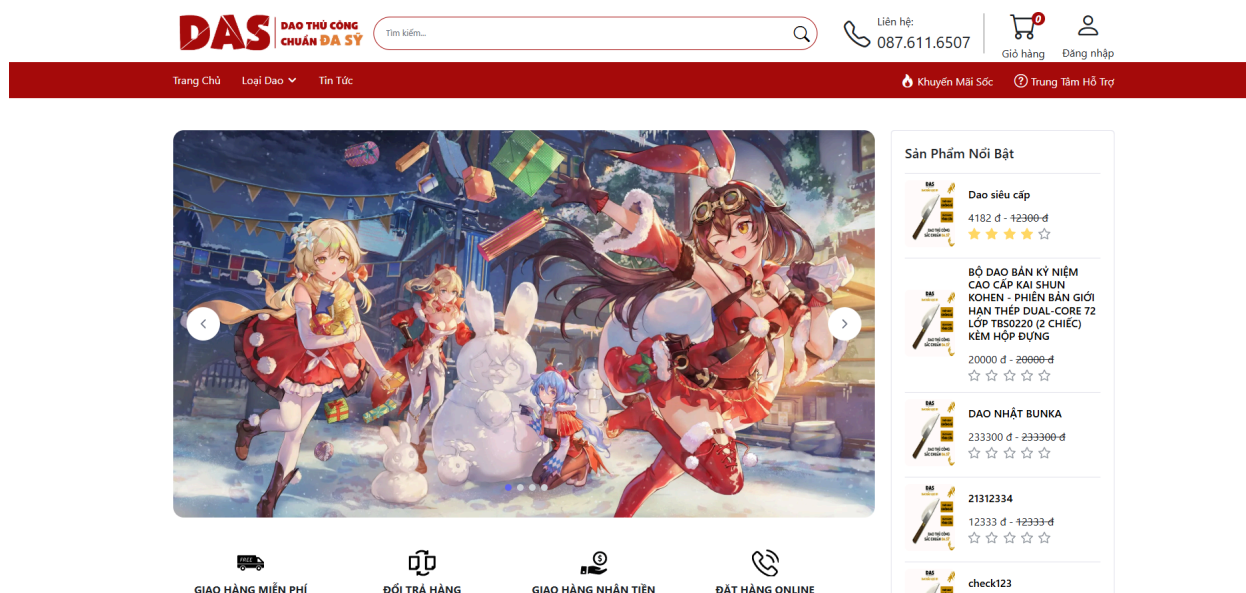 DAS
DAO THỦ CÔNG
CHUẨN ĐA SỸ
Tìm kiếm...
Liên hệ:
087.611.6507
0
Giỏ hàng
Đăng nhập
Trang Chủ
Loại Dao
Tin Tức
Khuyến Mãi Sốc
Trung Tâm Hỗ Trợ
Sản Phẩm Nổi Bật
Dao siêu cấp
4182 đ - 12300 đ
BỘ DAO BẢN KỶ NIỆM
CAO CẤP KAI SHUN
KOHEN - PHIÊN BẢN GIỚI
HẠN THÉP DUAL-CORE 72
LỚP TBS0220 (2 CHIẾC)
KÈM HỘP ĐỰNG
20000 đ - 20000 đ
DAO NHẬT BUNKA
233300 đ - 233300 đ
21312334
12333 đ - 12333 đ
check123
FREE
GIAO HÀNG MIỄN PHÍ
ĐỔI TRẢ HÀNG
GIAO HÀNG NHẬN TIỀN
ĐẶT HÀNG ONLINE